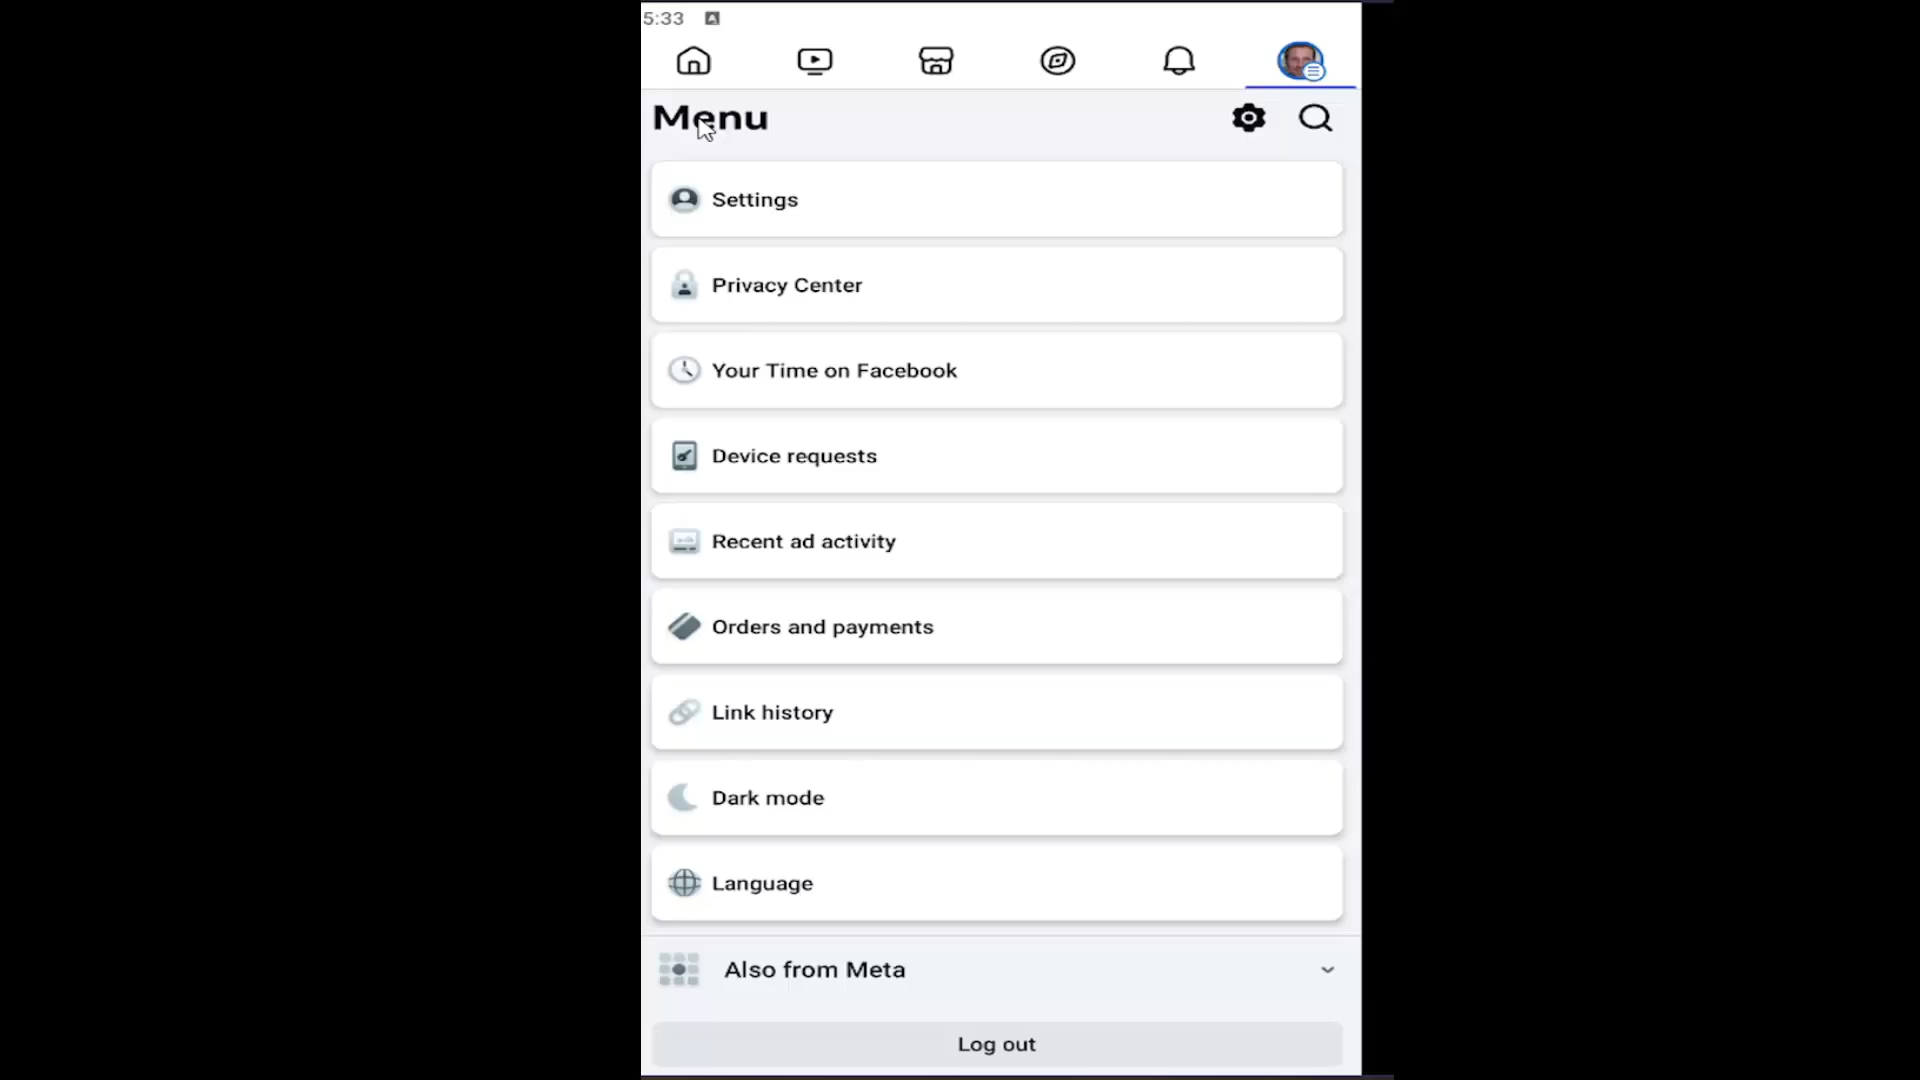 5:33
Menu
Settings
Privacy Center
Your Time on Facebook
Device requests
Recent ad activity
Orders and payments
Link history
Dark mode
Language
Also from Meta
Log out